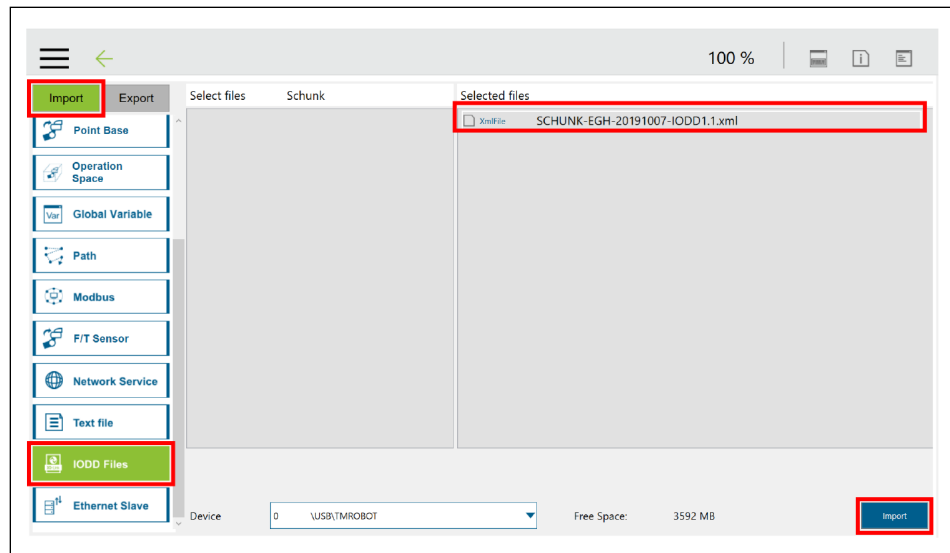 100 %
Import Export Select files Schunk Selected files
XmlFile SCHUNK-EGH-20191007-IODD1.1.xml
Point Base
Operation
Space
Var Global Variable
Path
Modbus
F/T Sensor
Network Service
Text file
IODD Files
Ethernet Slave
Device 0 \USB\TMROBOT Free Space: 3592 MB Import